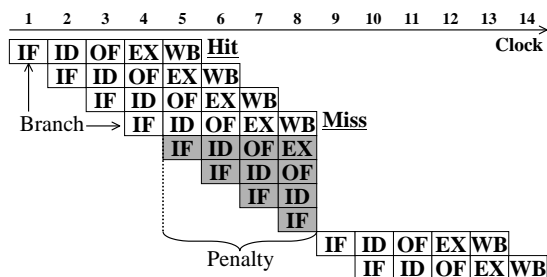 1 2 3 4 5 6 7 8 9 10 11 12 13 14
Clock
IF ID OF EX WB Hit
IF ID OF EX WB
IF ID OF EX WB
Branch IF ID OF EX WB Miss
IF ID OF EX
IF ID OF
IF ID
IF
Penalty IF ID OF EX WB
IF ID OF EX WB